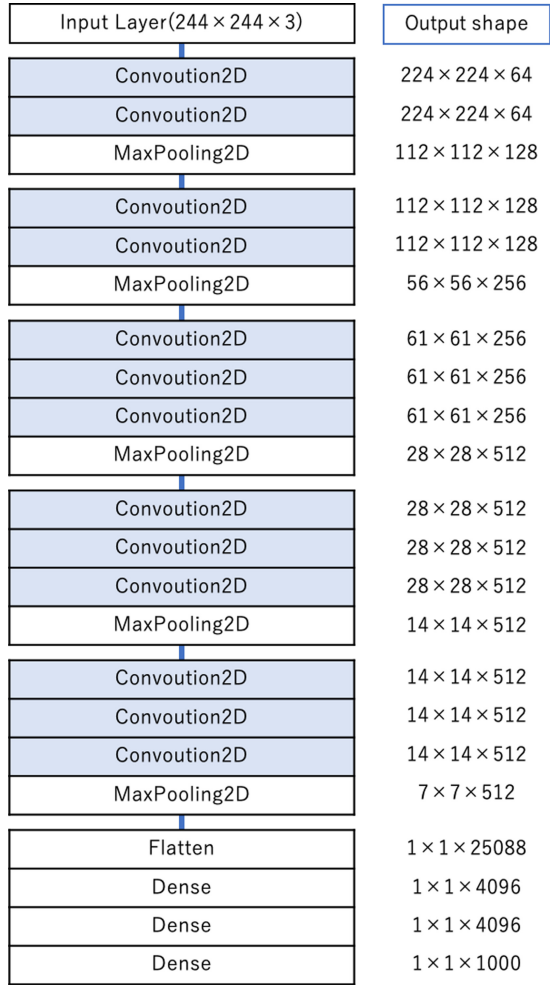 Input Layer(244×244×3) Output shape
Convoution2D 224×224×64
Convoution2D 224×224×64
MaxPooling2D 112×112×128
Convoution2D 112×112×128
Convoution2D 112×112×128
MaxPooling2D 56×56×256
Convoution2D 61×61×256
Convoution2D 61×61×256
Convoution2D 61×61×256
MaxPooling2D 28×28×512
Convoution2D 28×28×512
Convoution2D 28×28×512
Convoution2D 28×28×512
MaxPooling2D 14×14×512
Convoution2D 14×14×512
Convoution2D 14×14×512
Convoution2D 14×14×512
MaxPooling2D 7×7×512
Flatten 1×1×25088
Dense 1×1×4096
Dense 1×1×4096
Dense 1×1×1000